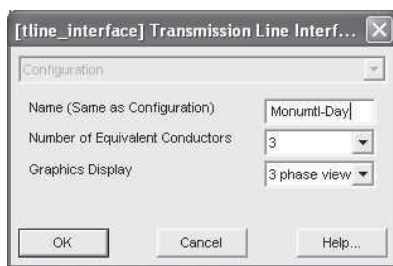 [tline_interface] Transmission Line Interf...
Configuration
Name (Same as Configuration) Monumtl-Day
Number of Equivalent Conductors 3
Graphics Display 3 phase view
OK Cancel Help...